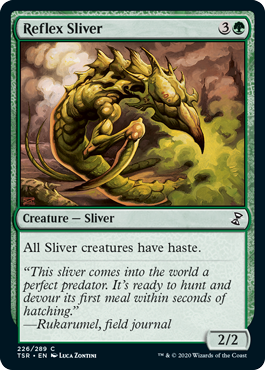 Reflex Sliver 3
Creature — Sliver
All Sliver creatures have haste.
“This sliver comes into the world a
perfect predator. It’s ready to hunt and
devour its first meal within seconds of
hatching.”
—Rukarumel, field journal
2/2
226/289 C
TSR • EN Luca Zontini
™ & © 2020 Wizards of the Coast